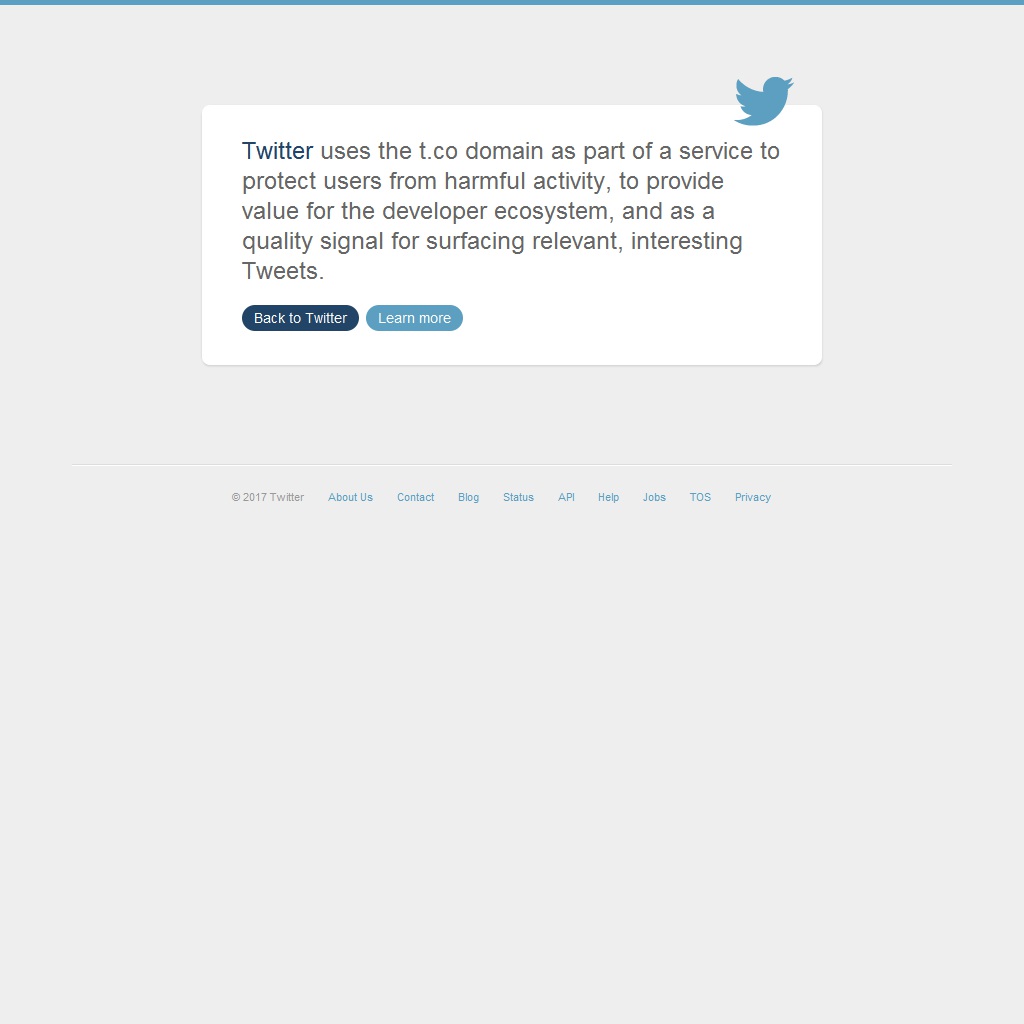 Twitter uses the t.co domain as part of a service to
protect users from harmful activity, to provide
value for the developer ecosystem, and as a
quality signal for surfacing relevant, interesting
Tweets.
Back to Twitter Learn more
© 2017 Twitter About Us Contact Blog Status API Help Jobs TOS Privacy